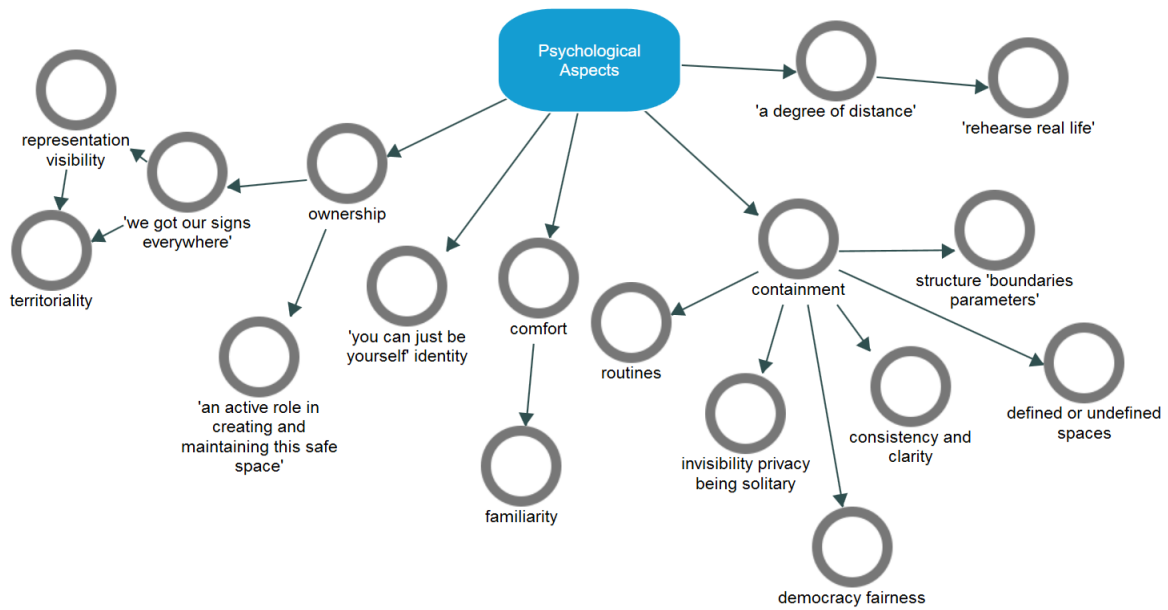 Psychological
Aspects
'a degree of distance'
'rehearse real life'
representation
visibility
'we got our signs
everywhere'
ownership
territoriality
containment
structure 'boundaries
parameters'
'you can just be
yourself' identity
comfort
routines
'an active role in
creating and
maintaining this safe
space'
familiarity
invisibility privacy
being solitary
consistency and
clarity
defined or undefined
spaces
democracy fairness